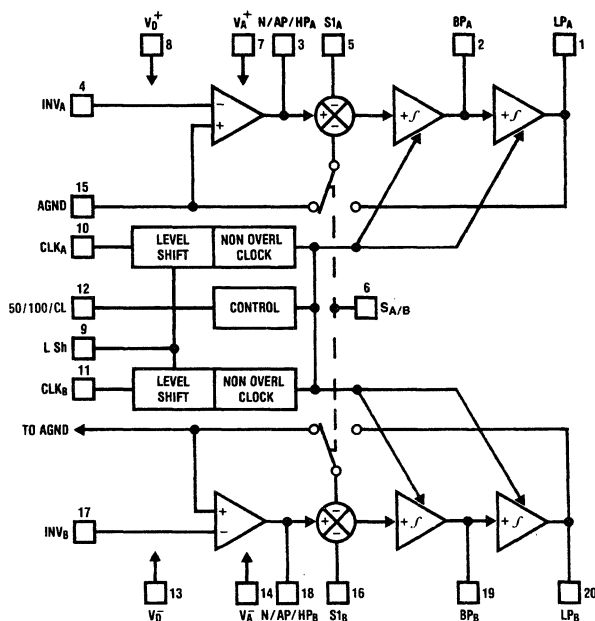 V_D^+ V_A^+ N/AP/HP_A S1_A BP_A LP_A
8 7 3 5 2 1
4
INV_A
− + + − − +∫ +∫
15
AGND
10
CLK_A LEVEL SHIFT NON OVERL CLOCK
12
50/100/CL CONTROL
6
S_A/B
9
L Sh
11
CLK_B LEVEL SHIFT NON OVERL CLOCK
TO AGND
17
INV_B
+ − + − − +∫ +∫
13 14 18 16 19 20
V_D^- V_A^- N/AP/HP_B S1_B BP_B LP_B